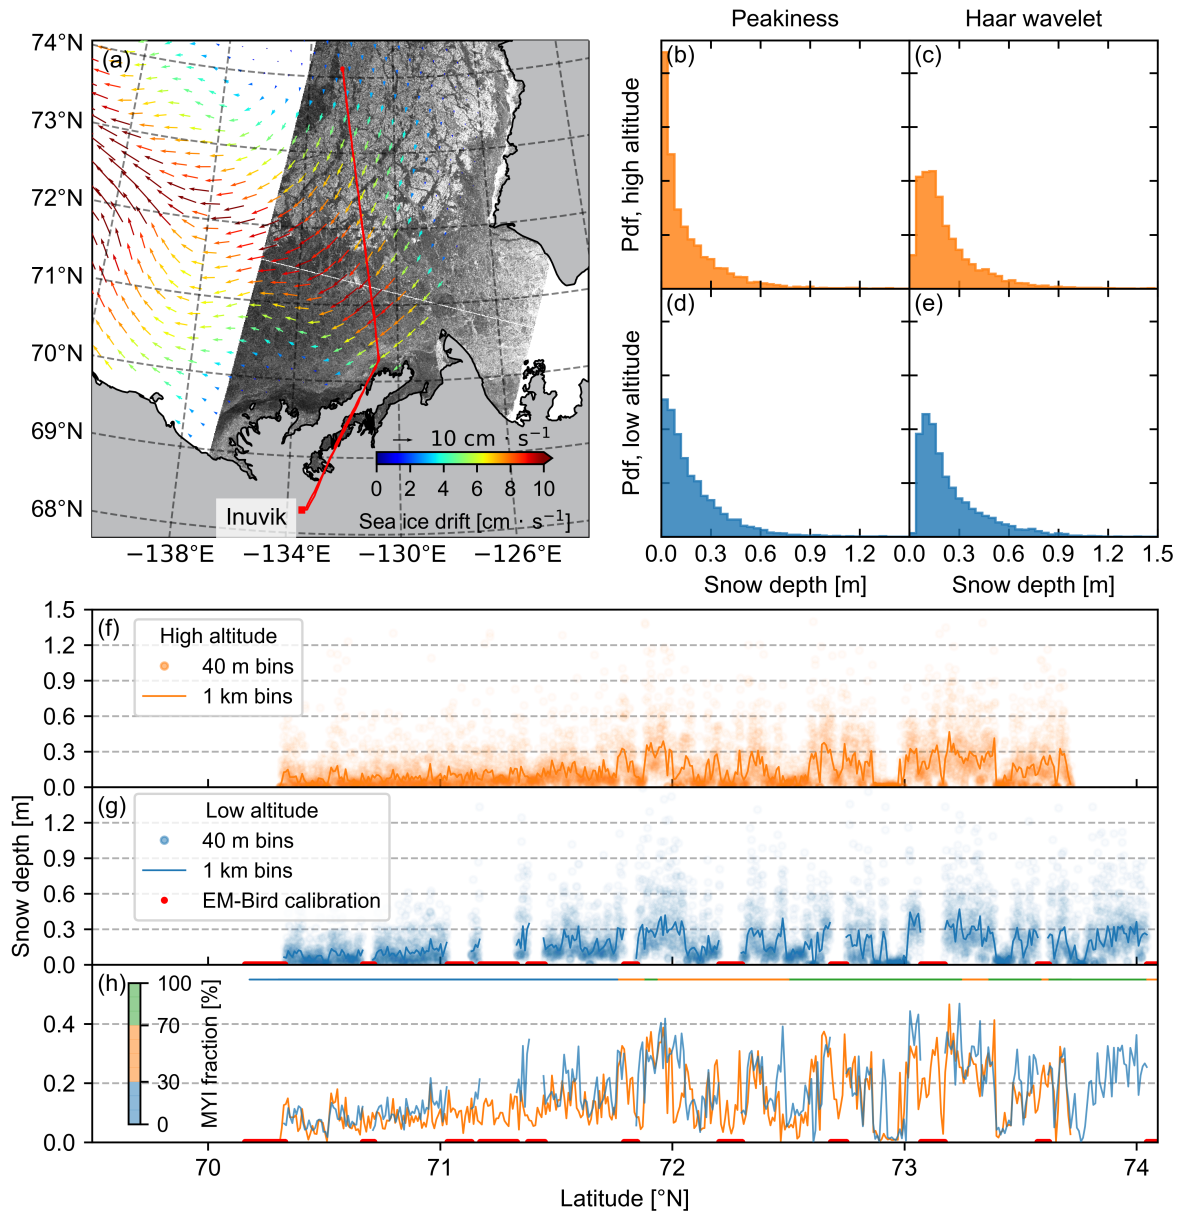 Peakiness
Haar wavelet
74°N
73°N
72°N
71°N
70°N
69°N
68°N
(a)
10 cm · s⁻¹
0 2 4 6 8 10
Sea ice drift [cm · s⁻¹]
Inuvik
−138°E −134°E −130°E −126°E
(b)
(c)
Pdf, high altitude
(d)
(e)
Pdf, low altitude
0.0 0.3 0.6 0.9 0.0 0.3 0.6 0.9 1.2 1.5
Snow depth [m]
Snow depth [m]
(f)
High altitude
40 m bins
1 km bins
1.5
1.2
0.9
0.6
0.3
0.0
(g)
Low altitude
40 m bins
1 km bins
EM-Bird calibration
1.2
0.9
0.6
0.3
0.0
Snow depth [m]
(h)
100
70
30
0
MYI fraction [%]
0.4
0.2
0.0
70 71 72 73 74
Latitude [°N]